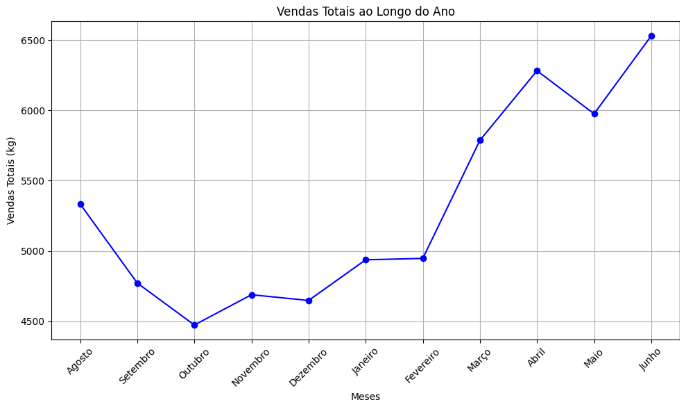 Vendas Totais ao Longo do Ano
Vendas Totais (kg)
6500
6000
5500
5000
4500
Agosto
Setembro
Outubro
Novembro
Dezembro
Janeiro
Fevereiro
Março
Abril
Maio
Junho
Meses